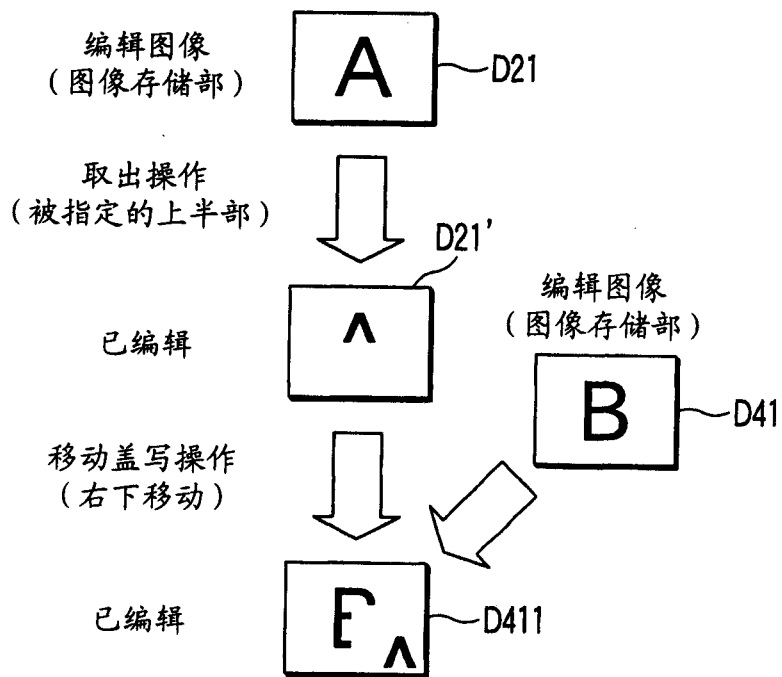 编辑图像
（图像存储部）
A
D21
取出操作
（被指定的上半部）
D21'
已编辑
编辑图像
（图像存储部）
B
D41
移动盖写操作
（右下移动）
已编辑
D411